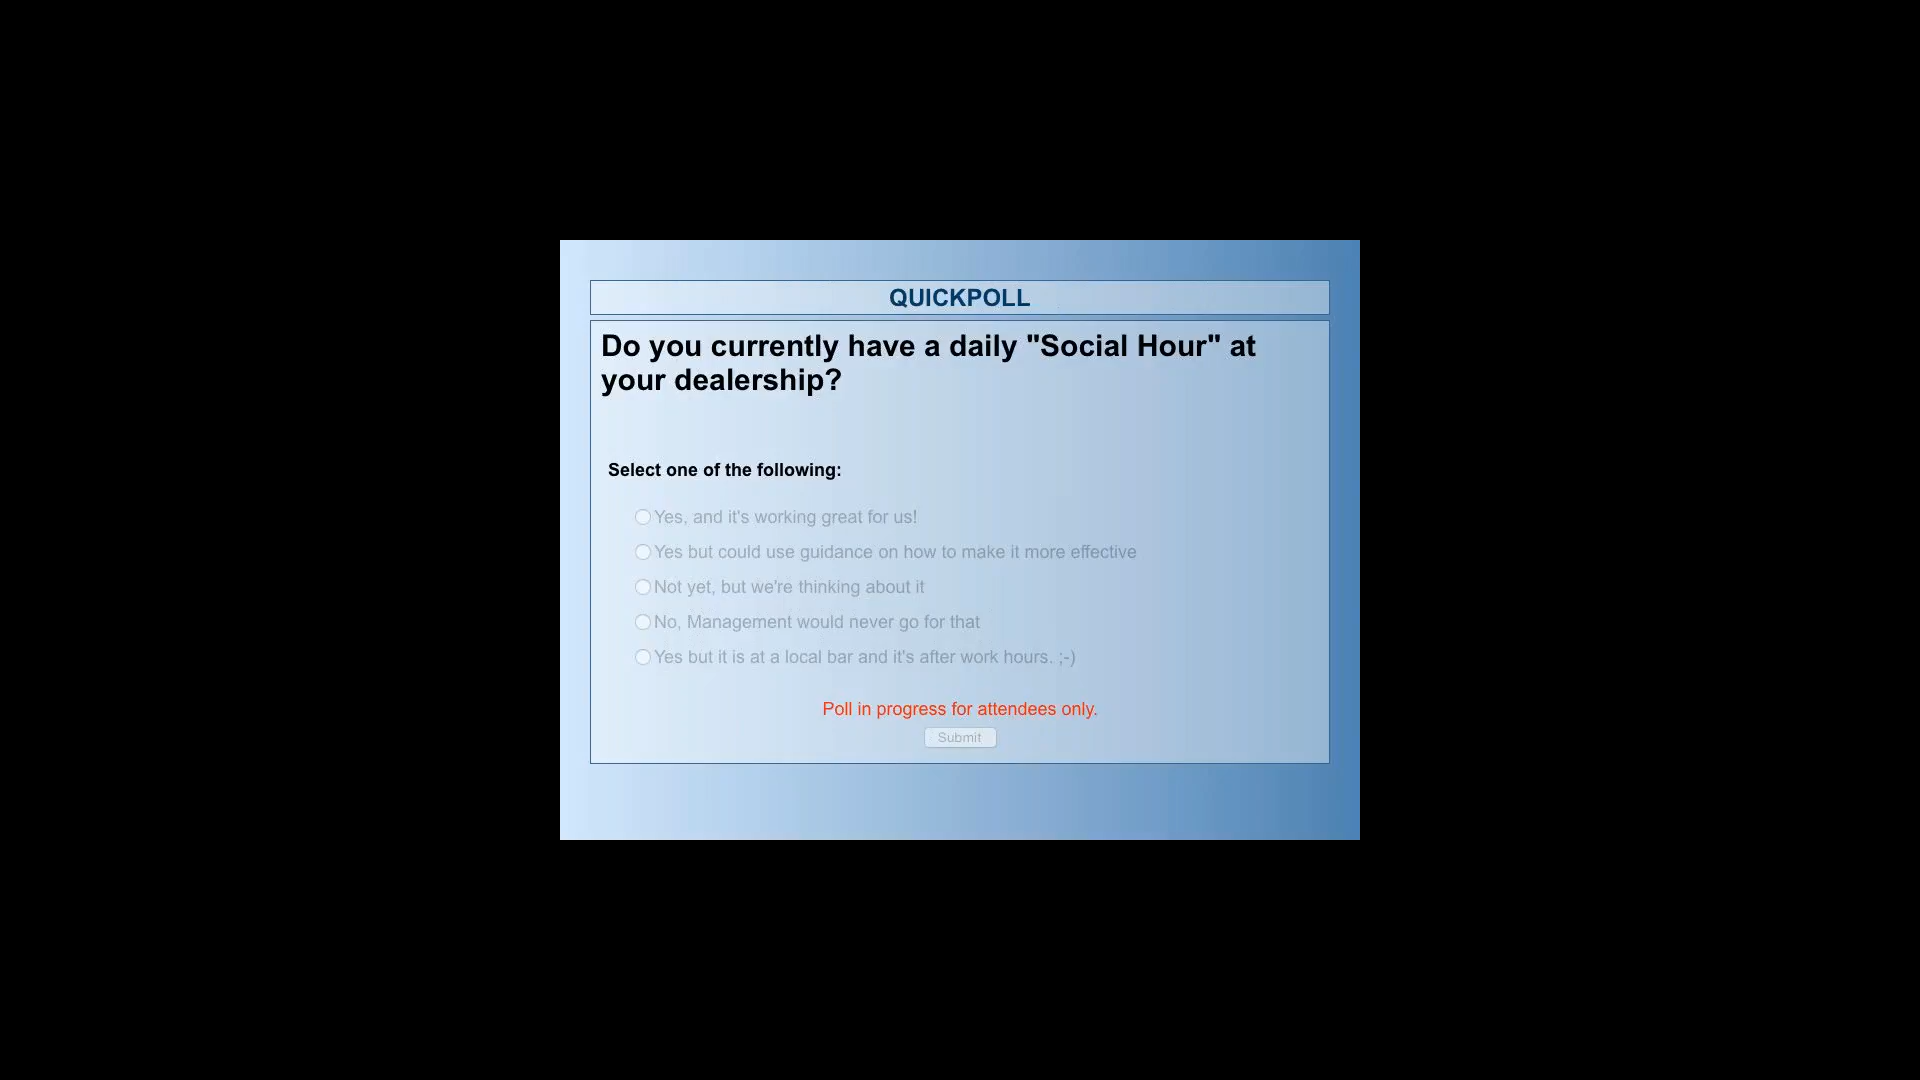 QUICKPOLL
Do you currently have a daily "Social Hour" at
your dealership?
Select one of the following:
Yes, and it's working great for us!
Yes but could use guidance on how to make it more effective
Not yet, but we're thinking about it
No, Management would never go for that
Yes but it is at a local bar and it's after work hours. ;-)
Poll in progress for attendees only.
Submit